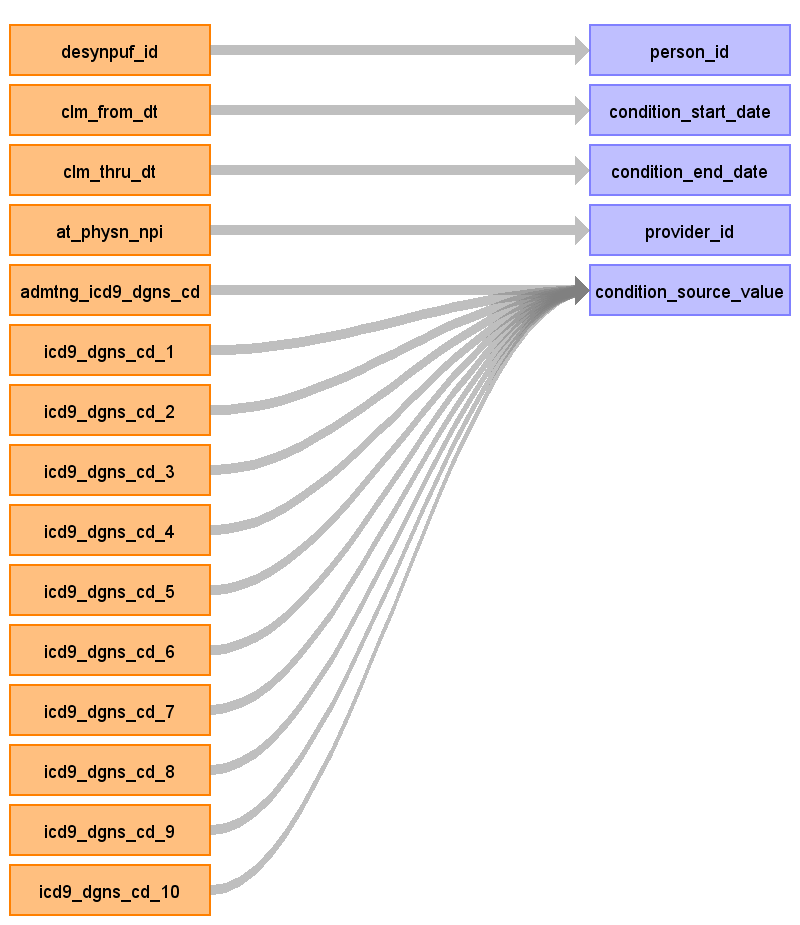 desynpuf_id
person_id
clm_from_dt
condition_start_date
clm_thru_dt
condition_end_date
at_physn_npi
provider_id
admtng_icd9_dgns_cd
condition_source_value
icd9_dgns_cd_1
icd9_dgns_cd_2
icd9_dgns_cd_3
icd9_dgns_cd_4
icd9_dgns_cd_5
icd9_dgns_cd_6
icd9_dgns_cd_7
icd9_dgns_cd_8
icd9_dgns_cd_9
icd9_dgns_cd_10